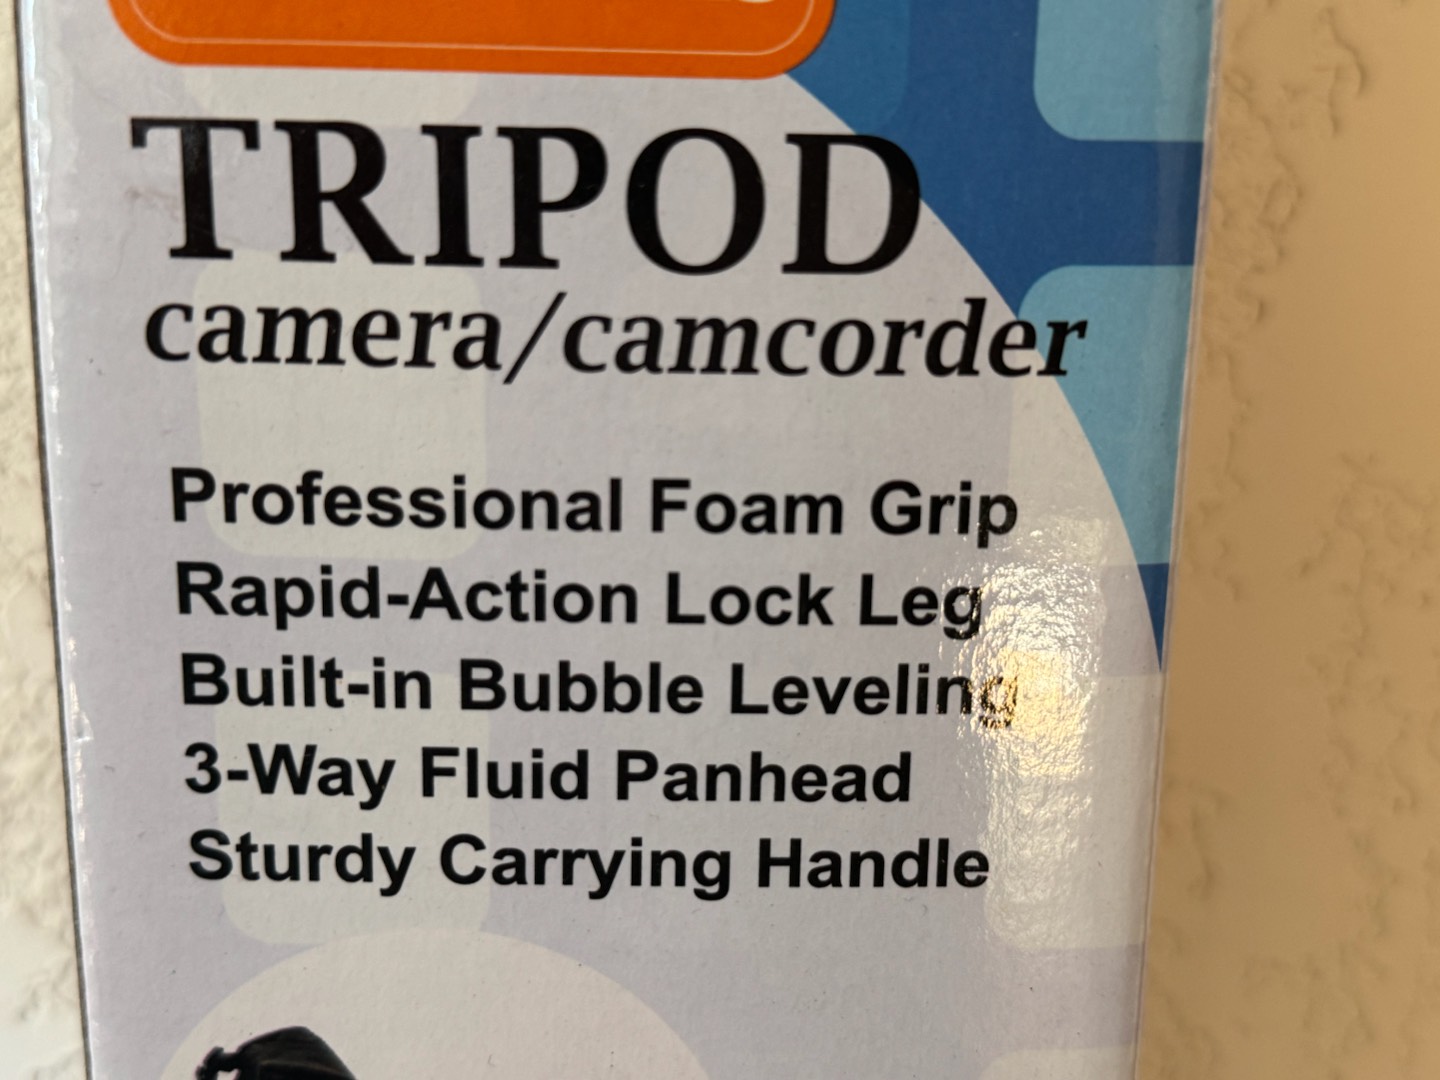 TRIPOD
camera/camcorder
Professional Foam Grip
Rapid-Action Lock Leg
Built-in Bubble Leveling
3-Way Fluid Panhead
Sturdy Carrying Handle